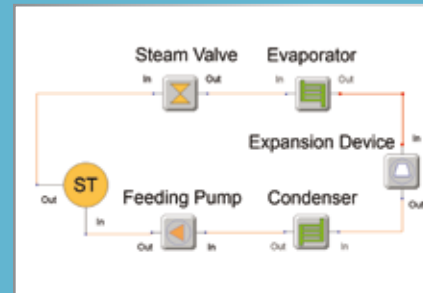 Steam Valve Evaporator
In Out In Out
Expansion Device In
ST
Feeding Pump Condenser
Out Out
In
Out In Out In